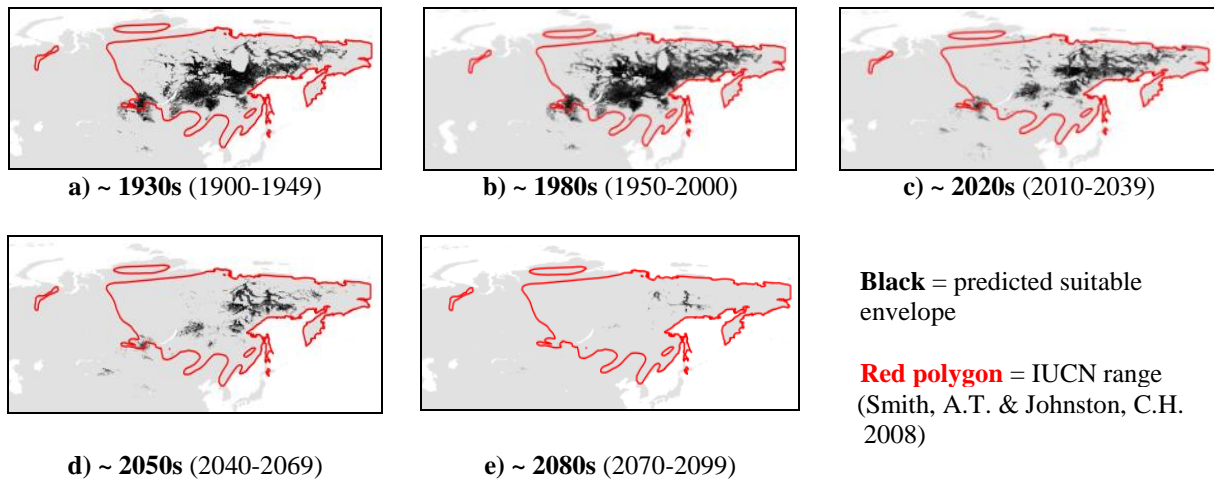 a) ~ 1930s (1900-1949)
b) ~ 1980s (1950-2000)
c) ~ 2020s (2010-2039)
d) ~ 2050s (2040-2069)
e) ~ 2080s (2070-2099)
Black = predicted suitable
envelope
Red polygon = IUCN range
(Smith, A.T. & Johnston, C.H.
2008)